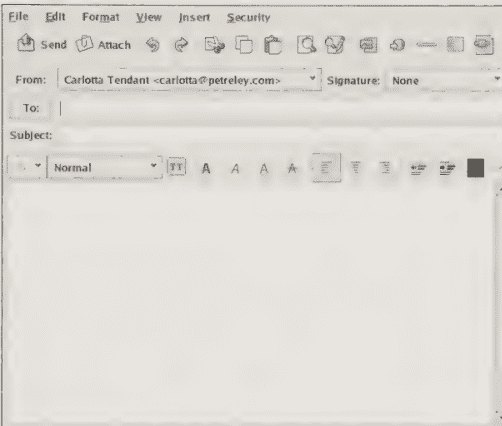 File Edit Format View Insert Security
Send Attach
From: Carlotta Tendant <carlotta@petreley.com> Signature: None
To:
Subject:
Normal TT A A A A